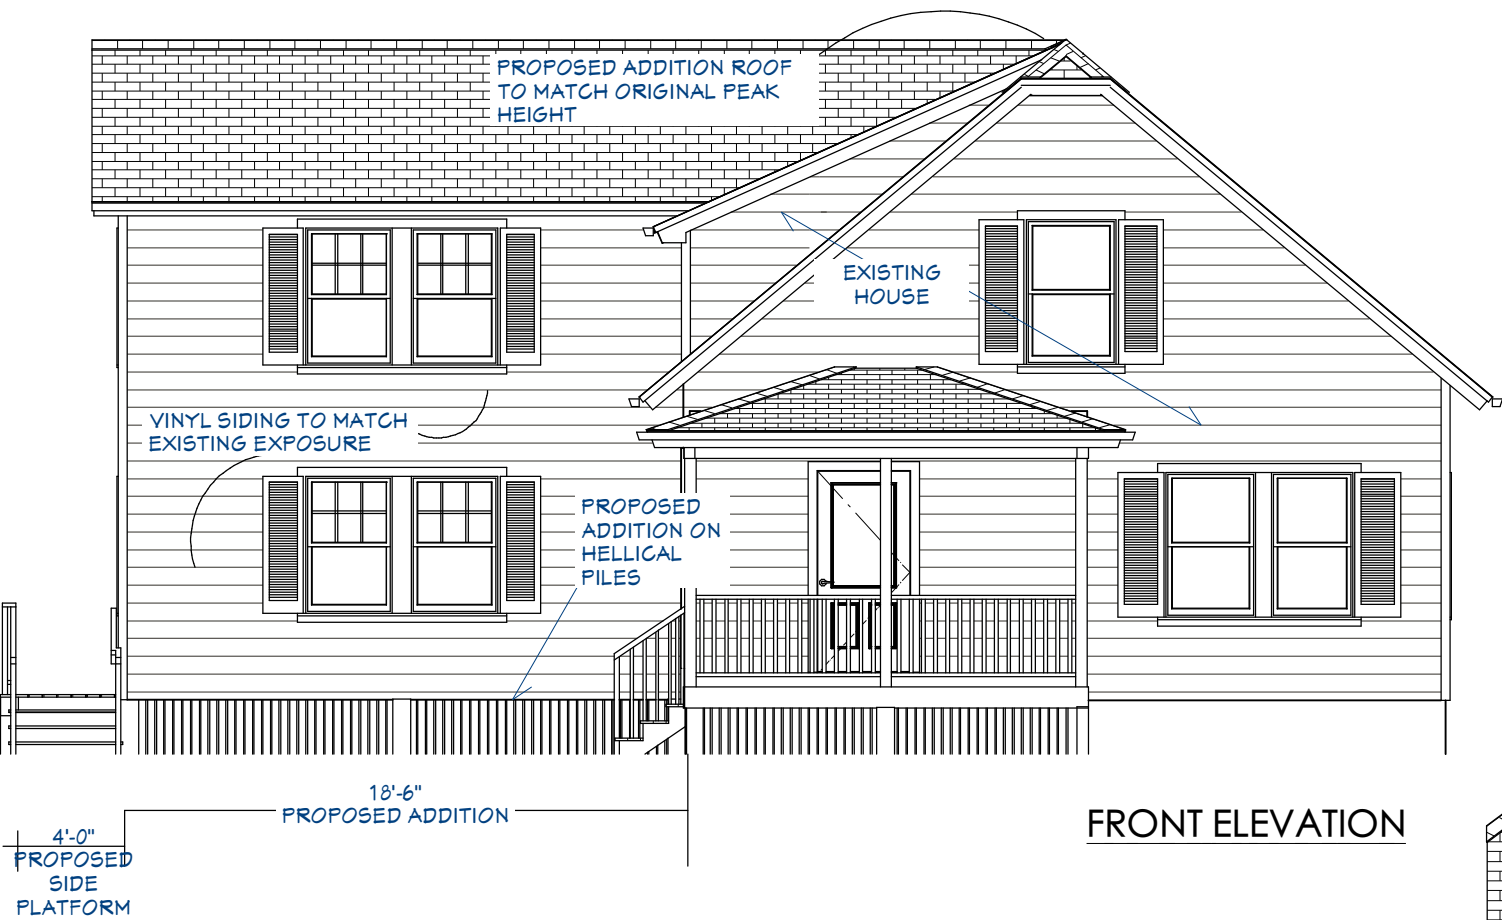 PROPOSED ADDITION ROOF
TO MATCH ORIGINAL PEAK
HEIGHT
EXISTING
HOUSE
VINYL SIDING TO MATCH
EXISTING EXPOSURE
PROPOSED
ADDITION ON
HELLICAL
PILES
18'-6"
PROPOSED ADDITION
4'-0"
PROPOSED
SIDE
PLATFORM
FRONT ELEVATION